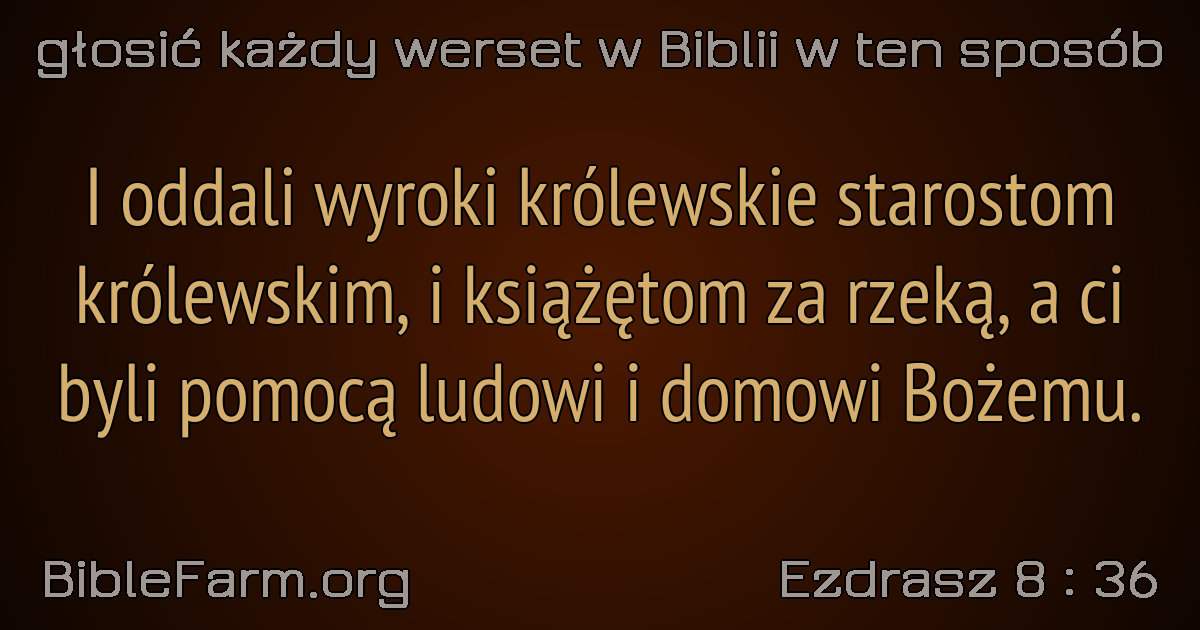 głosić każdy werset w Biblii w ten sposób
I oddali wyroki królewskie starostom
królewskim, i książętom za rzeką, a ci
byli pomocą ludowi i domowi Bożemu.
BibleFarm.org
Ezdrasz 8 : 36